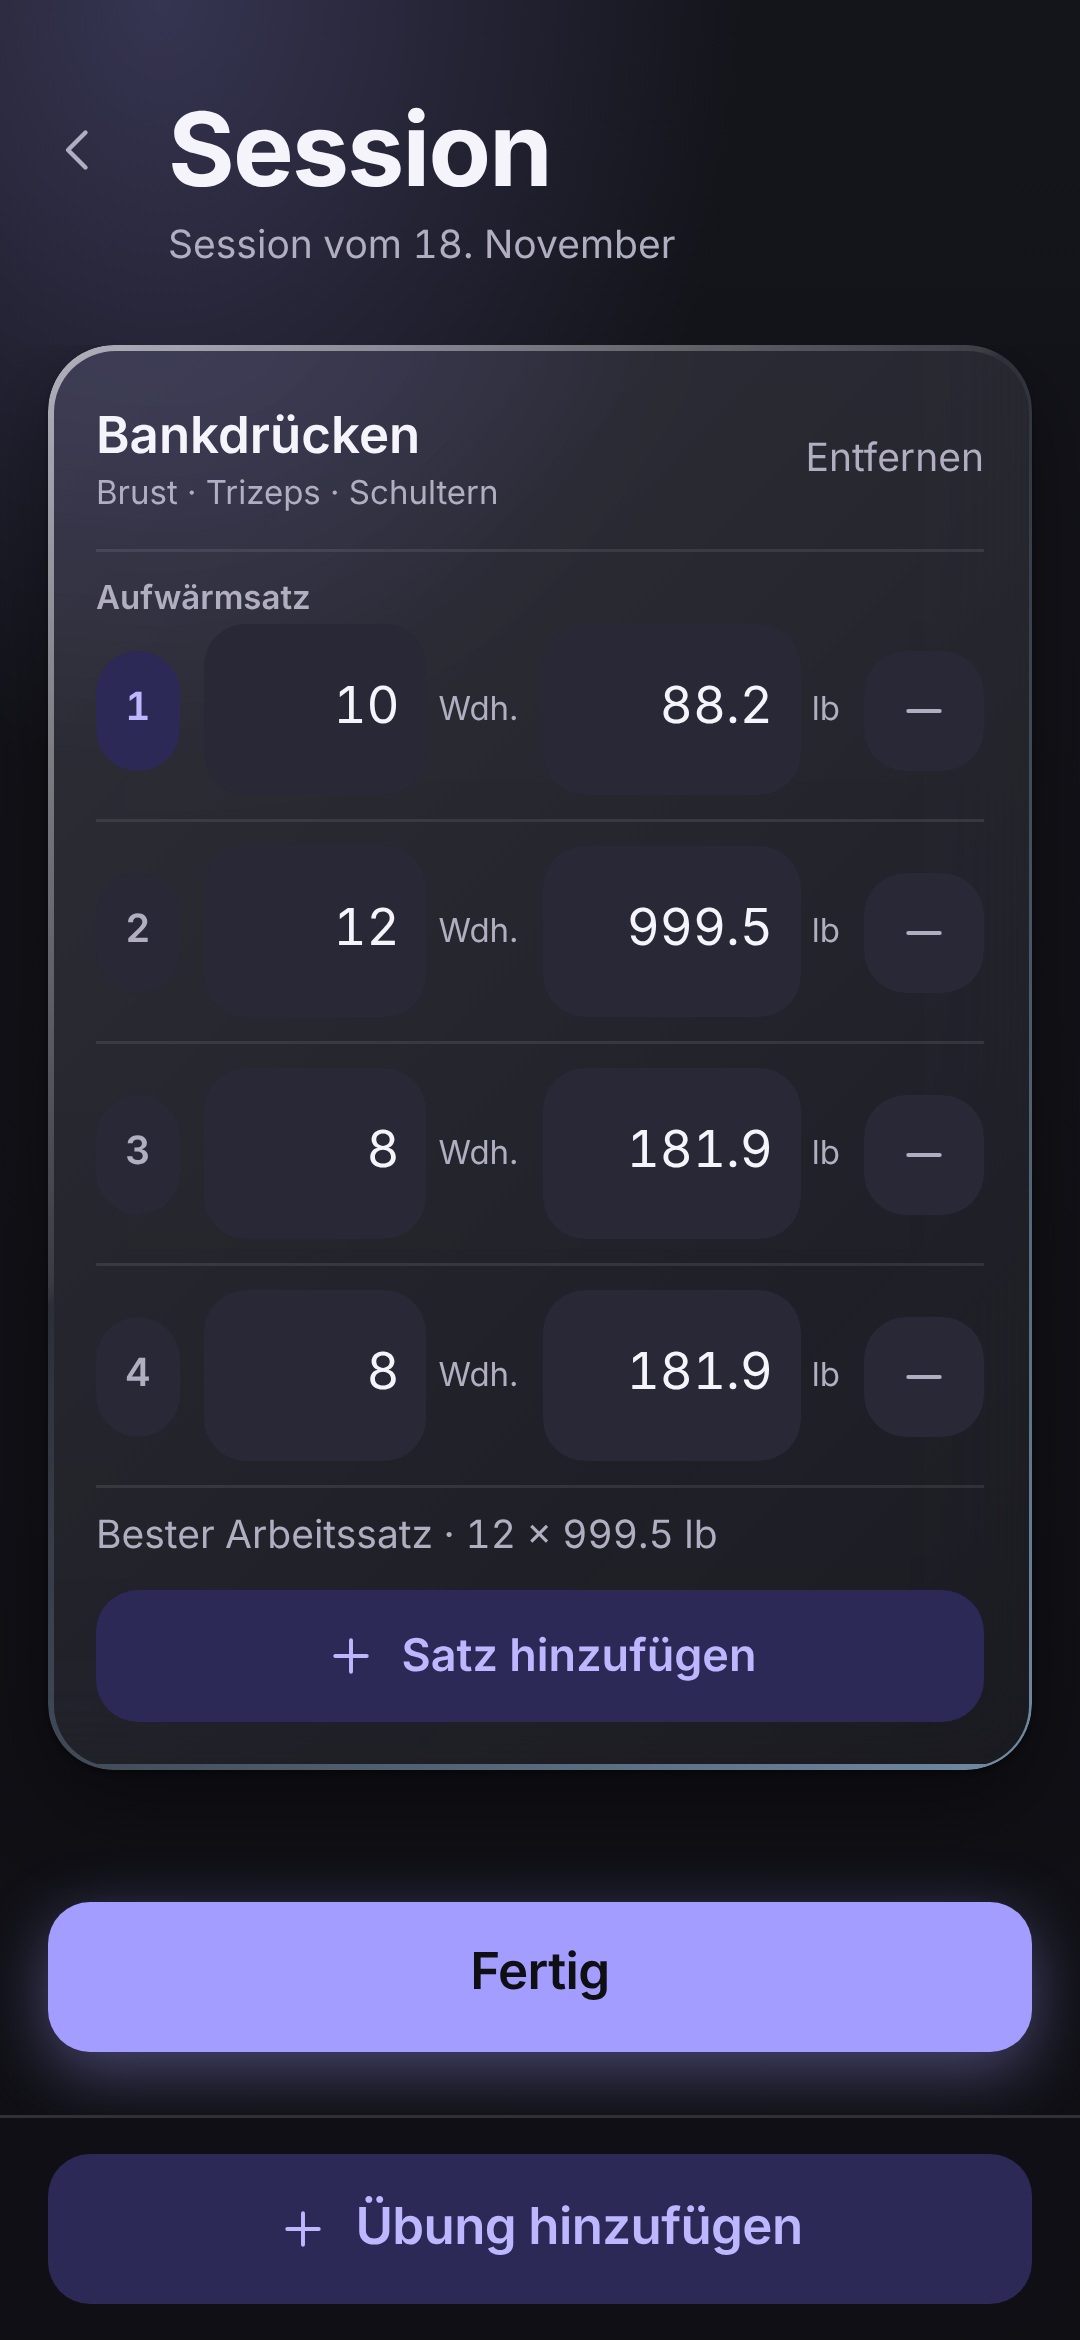 Session
Session vom 18. November
Bankdrücken
Brust · Trizeps · Schultern
Entfernen
Aufwärmsatz
1 10 Wdh. 88.2 lb —
2 12 Wdh. 999.5 lb —
3 8 Wdh. 181.9 lb —
4 8 Wdh. 181.9 lb —
Bester Arbeitssatz · 12 × 999.5 lb
+ Satz hinzufügen
Fertig
+ Übung hinzufügen